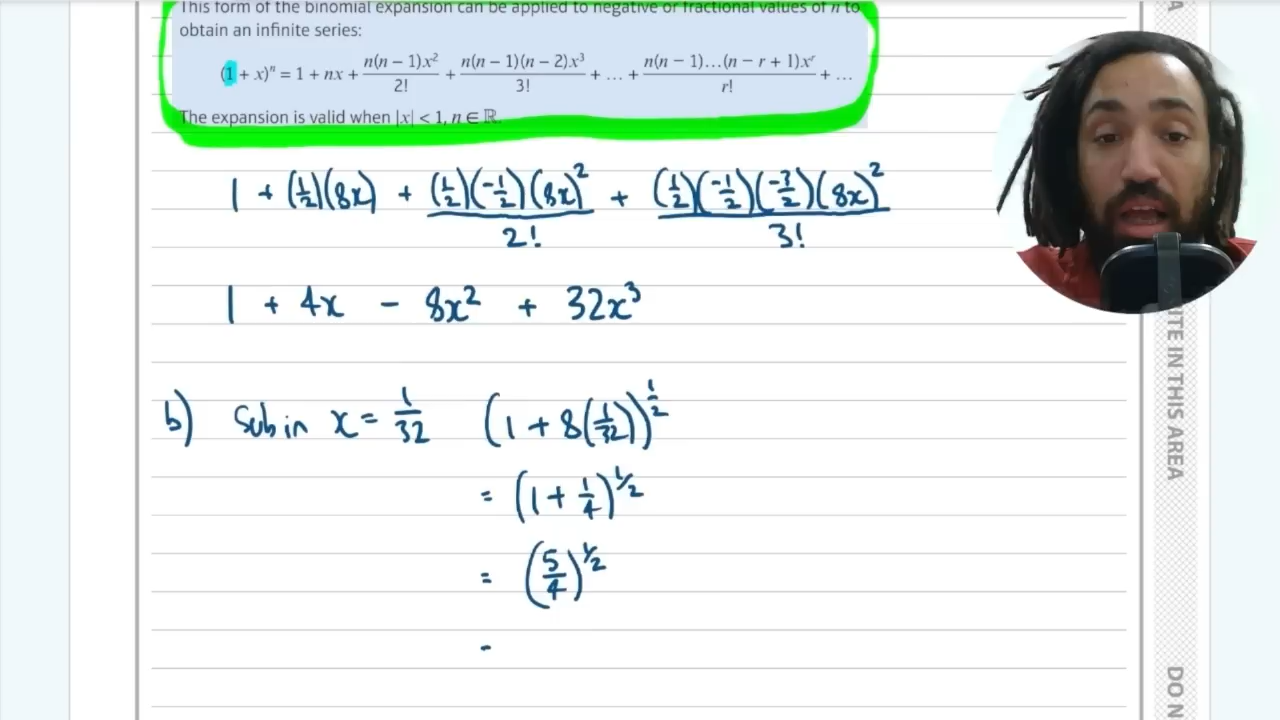 This form of the binomial expansion can be applied to negative or fractional values of n to
obtain an infinite series:
(1 + x)ⁿ = 1 + nx + n(n − 1)x²/2! + n(n − 1)(n − 2)x³/3! + ... + n(n − 1)...(n − r + 1)xʳ/r! + ...
The expansion is valid when |x| < 1, n ∈ ℝ.
1 + (1/2)(8x) + (1/2)(-1/2)(8x)²/2! + (1/2)(-1/2)(-3/2)(8x)²/3!
1 + 4x - 8x² + 32x³
b) Sub in x = 1/32 (1 + 8(1/32))^1/2
= (1 + 1/4)^1/2
= (5/4)^1/2
-
A
ITE IN THIS AREA
DO N